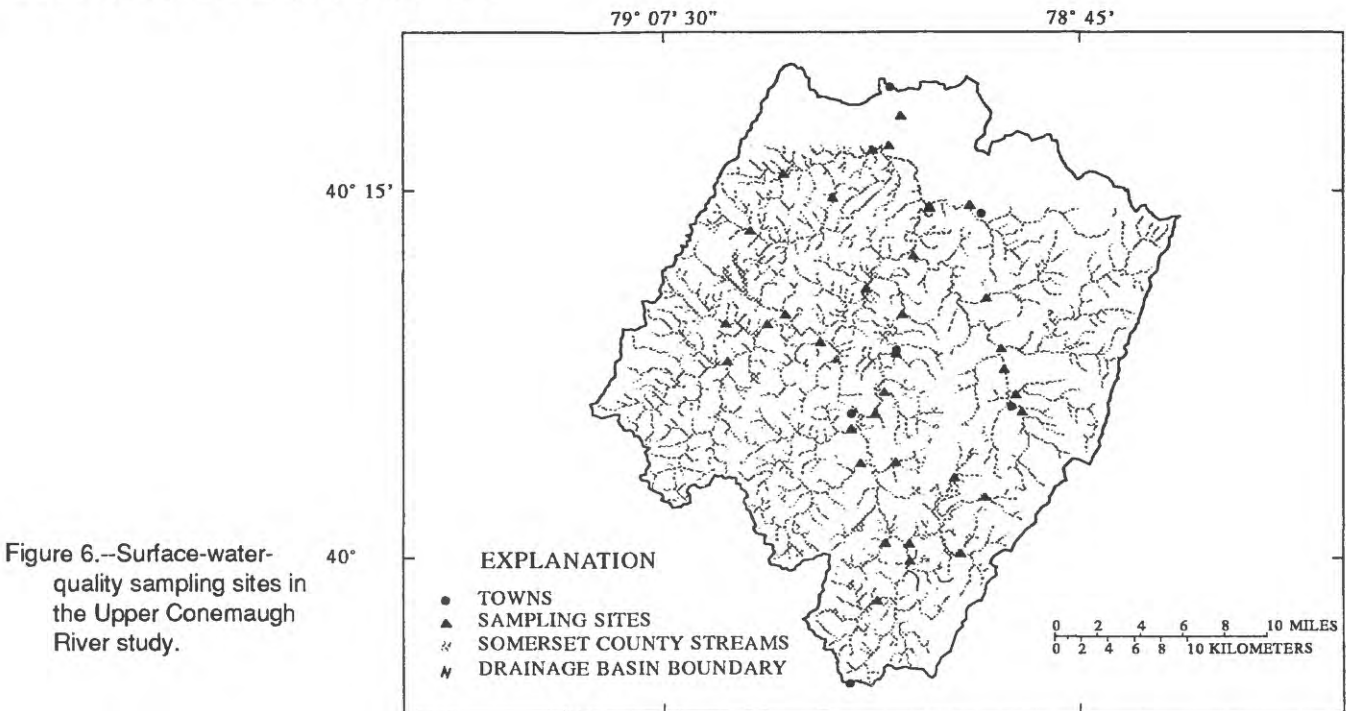 79° 07' 30" 78° 45'
40° 15'
40°
Figure 6.--Surface-water-
quality sampling sites in
the Upper Conemaugh
River study.
EXPLANATION
TOWNS
SAMPLING SITES
SOMERSET COUNTY STREAMS
DRAINAGE BASIN BOUNDARY
0 2 4 6 8 10 MILES
0 2 4 6 8 10 KILOMETERS